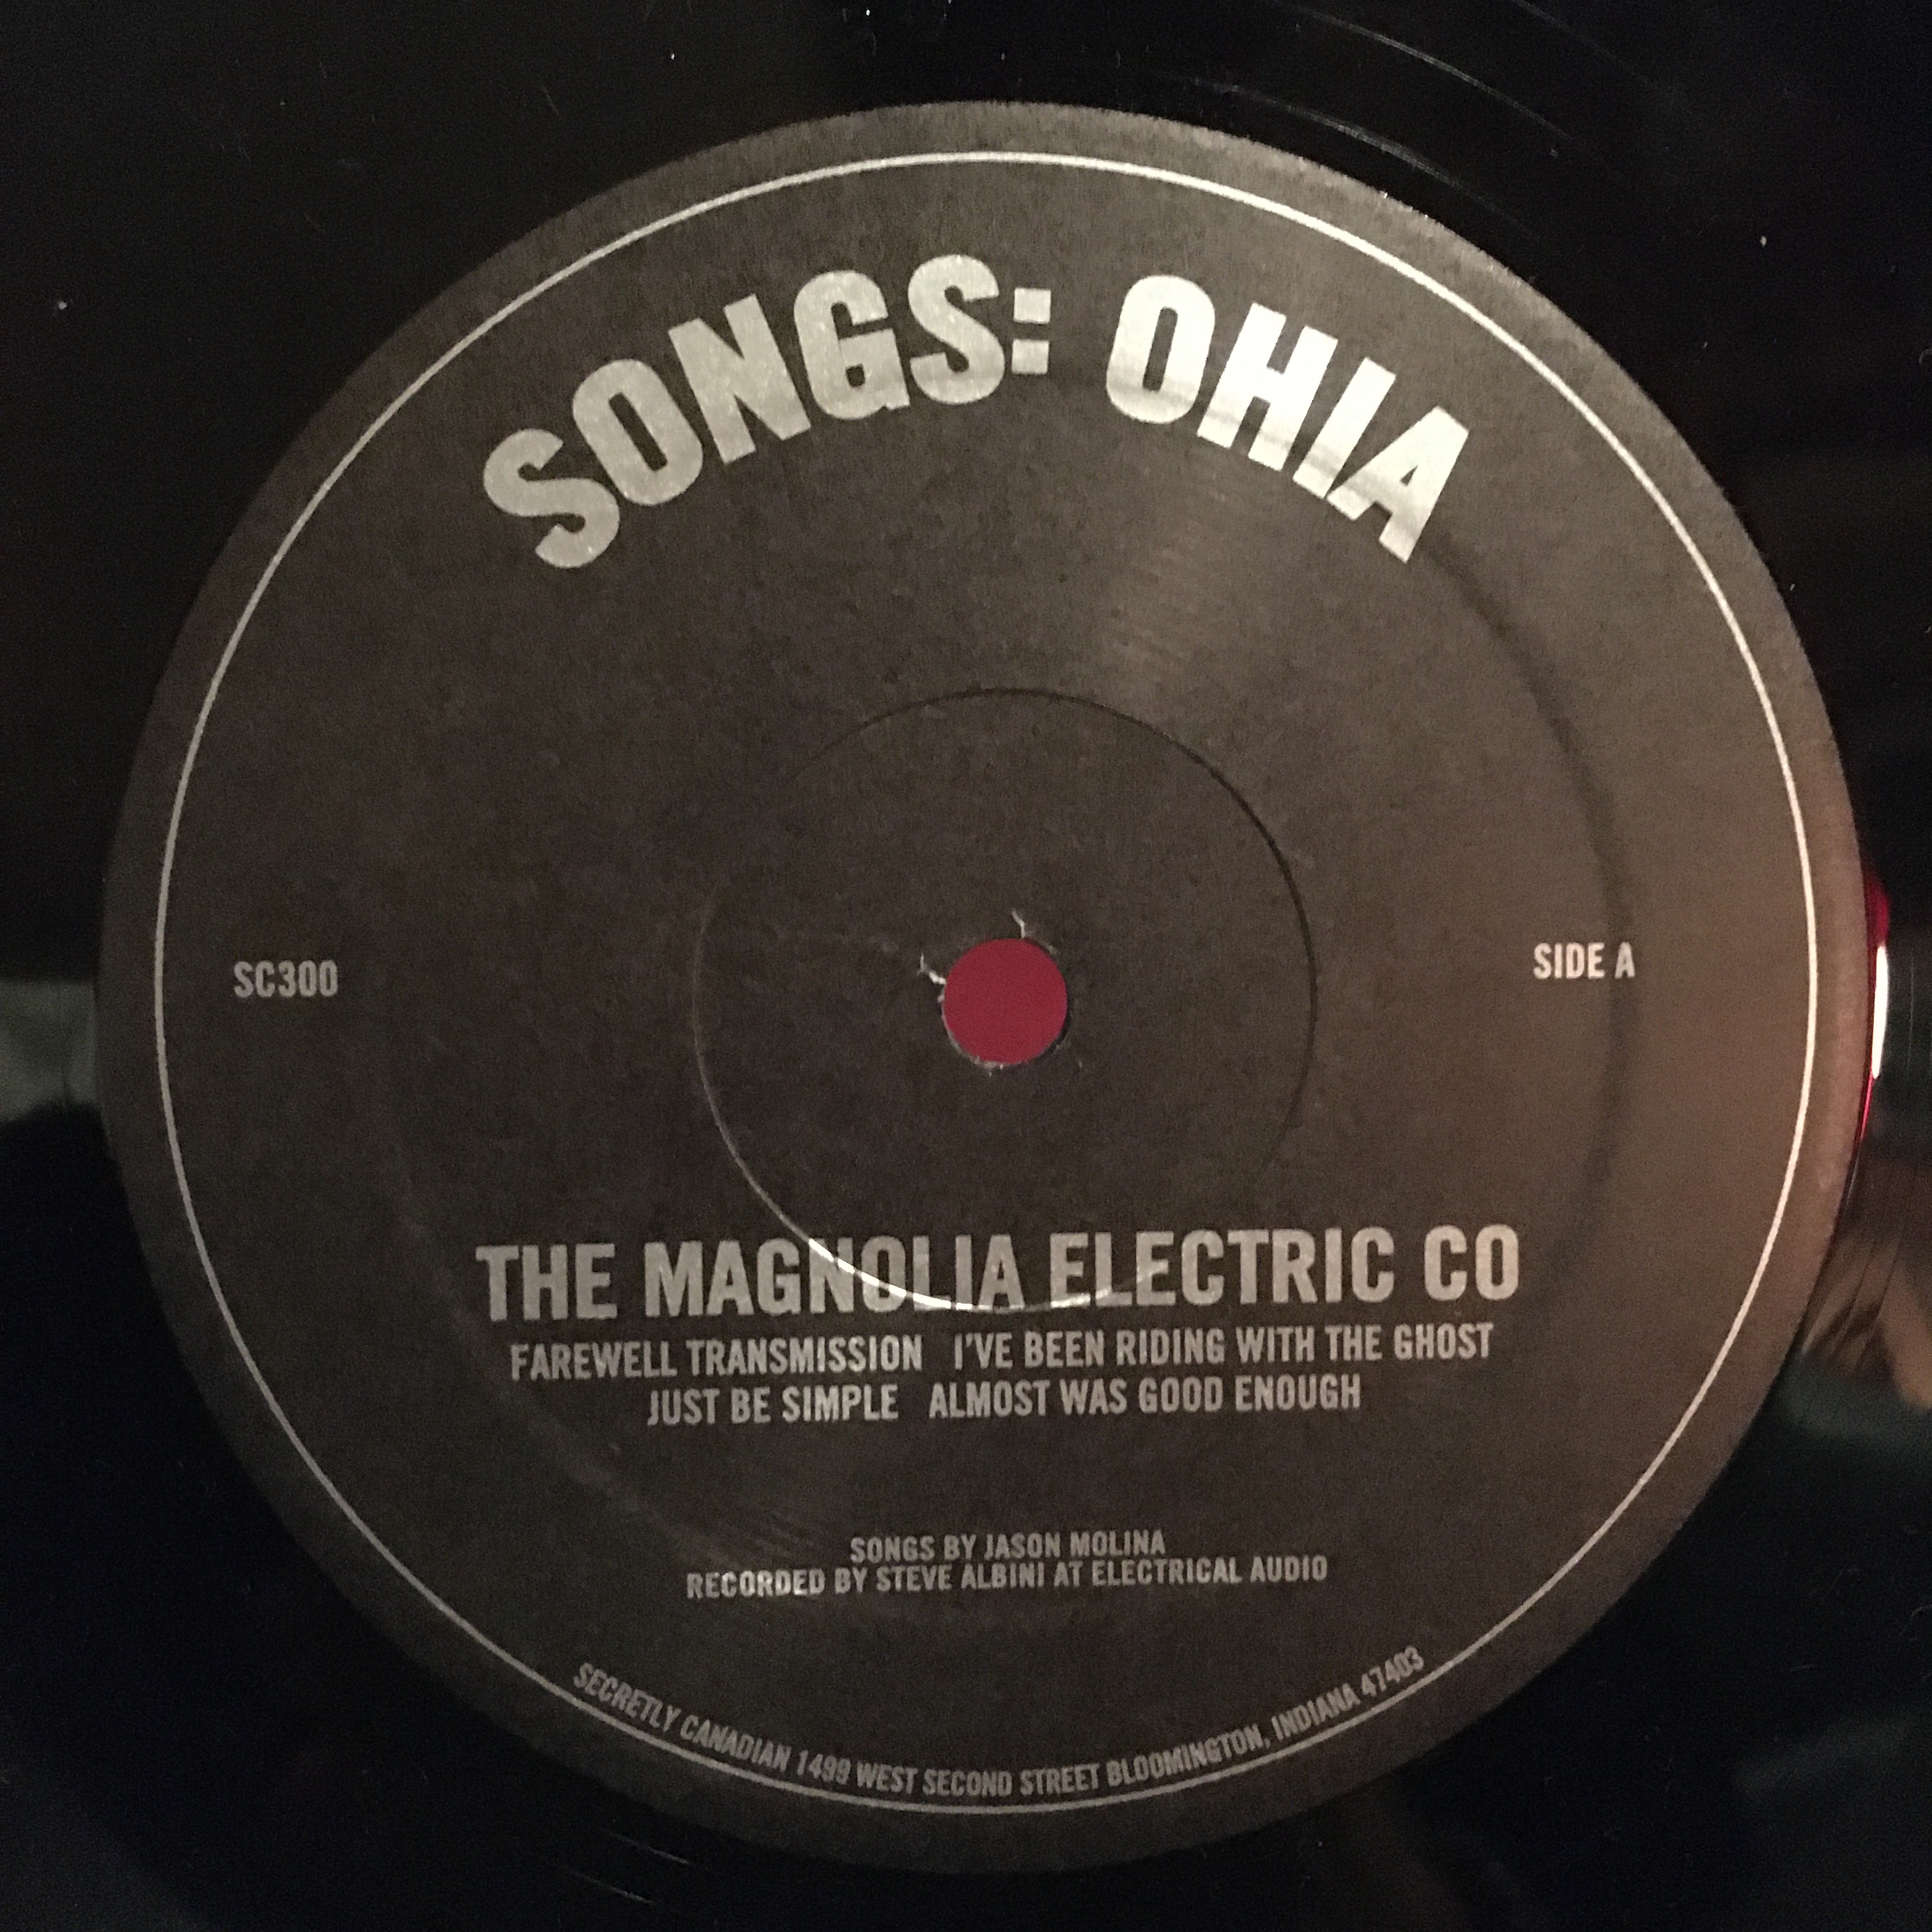 SONGS: OHIA
SC300
SIDE A
THE MAGNOLIA ELECTRIC CO
FAREWELL TRANSMISSION I'VE BEEN RIDING WITH THE GHOST
JUST BE SIMPLE ALMOST WAS GOOD ENOUGH
SONGS BY JASON MOLINA
RECORDED BY STEVE ALBINI AT ELECTRICAL AUDIO
SECRETLY CANADIAN 1499 WEST SECOND STREET BLOOMINGTON, INDIANA 47403